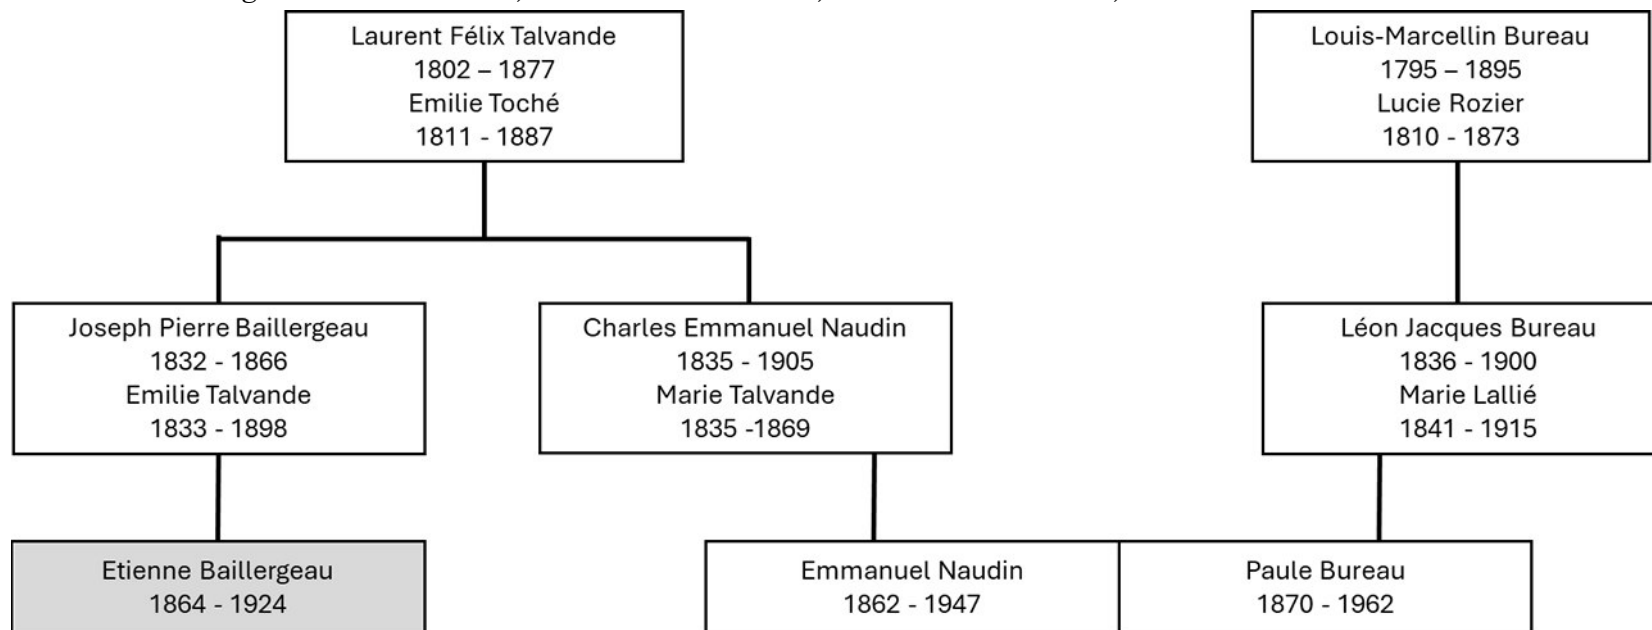 Laurent Félix Talvande
1802 – 1877
Emilie Toché
1811 - 1887
Louis-Marcellin Bureau
1795 – 1895
Lucie Rozier
1810 - 1873
Joseph Pierre Baillergeau
1832 - 1866
Emilie Talvande
1833 - 1898
Charles Emmanuel Naudin
1835 - 1905
Marie Talvande
1835 -1869
Léon Jacques Bureau
1836 - 1900
Marie Lallié
1841 - 1915
Etienne Baillergeau
1864 - 1924
Emmanuel Naudin
1862 - 1947
Paule Bureau
1870 - 1962